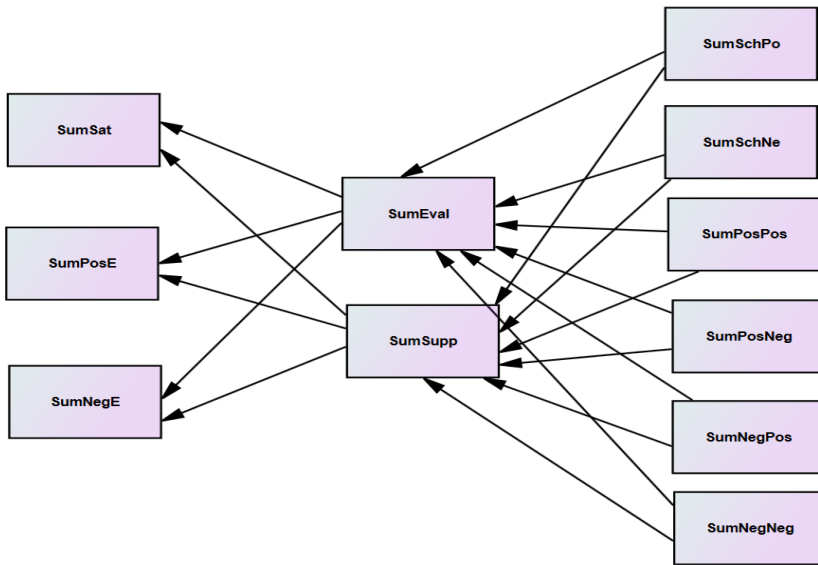 SumSat
SumPosE
SumNegE
SumEval
SumSupp
SumSchPo
SumSchNe
SumPosPos
SumPosNeg
SumNegPos
SumNegNeg